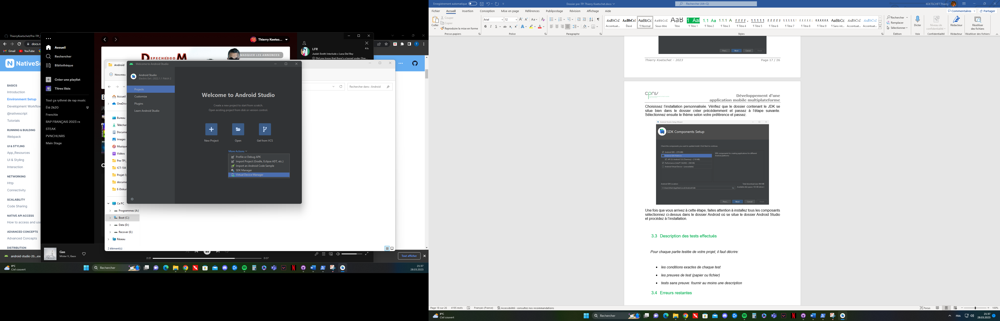 ThierryKoetschet/Pre-TPI_
docs.n
Gmail
YouTube
NativeSc
BASICS
Introduction
Environment Setup
Development Workflow
@nativescript
Tutorials
RUNNING & BUILDING
Webpack
UI & STYLING
App_Resources
UI & Styling
Interaction
NETWORKING
Http
Connectivity
SCALABILITY
Code Sharing
NATIVE API ACCESS
How to access and use
ADVANCED CONCEPTS
Advanced Concepts
DISTRIBUTION
android-studio-20....exe
Tout afficher
Accueil
Rechercher
Bibliothèque
Créer une playlist
Titres likés
Tout ça rythmé de rap music
Été 2k20
Frenchie
RAP FRANÇAIS 2023 FR
STEAK
PVNCHLNRS
Main Stage
Thierry Koetsc...
DEPECHE MODE
MASQUER LES ANNONCES
LFR
4 h
Judah Smith Interlude • Lana Del Rey
Did you know that there's a tunnel under Oce...
Gas
Mister V, Gazo
2:21
3:07
Android
Nouveau
Rechercher dans : Android
Accueil
OneDriv
Bureau
Téléchar
Docume
Images
Musique
Vidéos
Pre-TPI_
ICT-104
Projet-Sy
docume
E-Dokun
Ce PC
Programmes (A:)
Boot (C:)
Data (D:)
Recover (E:)
Réseau
2 élément(s)
Welcome to Android Studio
Android Studio
Electric Eel | 2022.1.1 Patch 2
Projects
Customize
Plugins
Learn Android Studio
Welcome to Android Studio
Create a new project to start from scratch.
Open existing project from disk or version control.
New Project
Open
Get from VCS
More Actions
Profile or Debug APK
Import Project (Gradle, Eclipse ADT, etc.)
Import an Android Code Sample
SDK Manager
Virtual Device Manager
8°C
Ciel couvert
Rechercher
21:37
28.03.2023
Enregistrement automatique
Dossier pre-TPI Thierry Koetschet.docx
Rechercher (Alt+Q)
KOETSCHET Thierry
Fichier Accueil Insertion Conception Mise en page Références Publipostage Révision Affichage Aide
Commentaires
Partager
Coller
Couper
Copier
Reproduire la mise en forme
Presse-papiers
Arial
12
Police
Paragraphe
AaBbCcL AaBbCcl AaBbCc AaBbCcD AaB 1 Aal 1.1 Aa 1.1.1 A 1.1.1.1 1.1.1.1.1 1.1.1.1.1 1.1.1.1.1. 1.1.1.1.1. 1.1.1.1.1. AaBbCc AaBbCcL AaBbCcL
Accentuat... Élevé ¶ Normal Sous-titre Titre ¶ Titre 1 ¶ Titre 2 ¶ Titre 3 ¶ Titre 4 ¶ Titre 5 ¶ Titre 6 ¶ Titre 7 ¶ Titre 8 ¶ Titre 9 ¶ Sans int... Accentuat... Accentuat...
Styles
Rechercher
Remplacer
Sélectionner
Édition
Dicter
Voix
Niveau de
confidentialité
Confidentialité
Rédacteur
Rédacteur
Réutiliser
des fichiers
Réutiliser des fichiers
Previ... Next Cancel Finish
Thierry Koetschet – 2023
Page 17 / 26
cpnv
Développement d'une
application mobile multiplateforme
Choisissez l'installation personnalisée. Vérifiez que le dossier contenant le JDK se
situe bien dans le dossier créer précédemment et passez à l'étape suivante.
Sélectionnez ensuite le thème selon votre préférence et passez.
Android Studio Setup Wizard
SDK Components Setup
Check the components you want to update/install. Click Next to continue.
Android SDK – (178 MB)
Android SDK Platform
API 33: Android 13.0 (Tiramisu) – (118 MB)
Performance (Intel® HAXM) – (500 KB)
Android Virtual Device – (unavailable)
SDK components for creating applications for different
Android platforms
Android SDK Location:
C:\Users\thier\AppData\Local\Android\Sdk
Total download size: 494 MB
Available disk space: 103 GB (drive )
Previ... Next Cancel Finish
Une fois que vous arrivez à cette étape, faites attention à installez tous les composants
sélectionnez ci-dessus dans le dossier Android où se situe le dossier Android Studio
et procédez à l'installation.
3.3 Description des tests effectués
Pour chaque partie testée de votre projet, il faut décrire:
• les conditions exactes de chaque test
• les preuves de test (papier ou fichier)
• tests sans preuve: fournir au moins une description
3.4 Erreurs restantes
Page 18 sur 26
4195 mots
Français (France)
Accessibilité : consultez nos recommandations
Focus
100%
8°C
Ciel couvert
Rechercher
FRA
21:37
28.03.2023